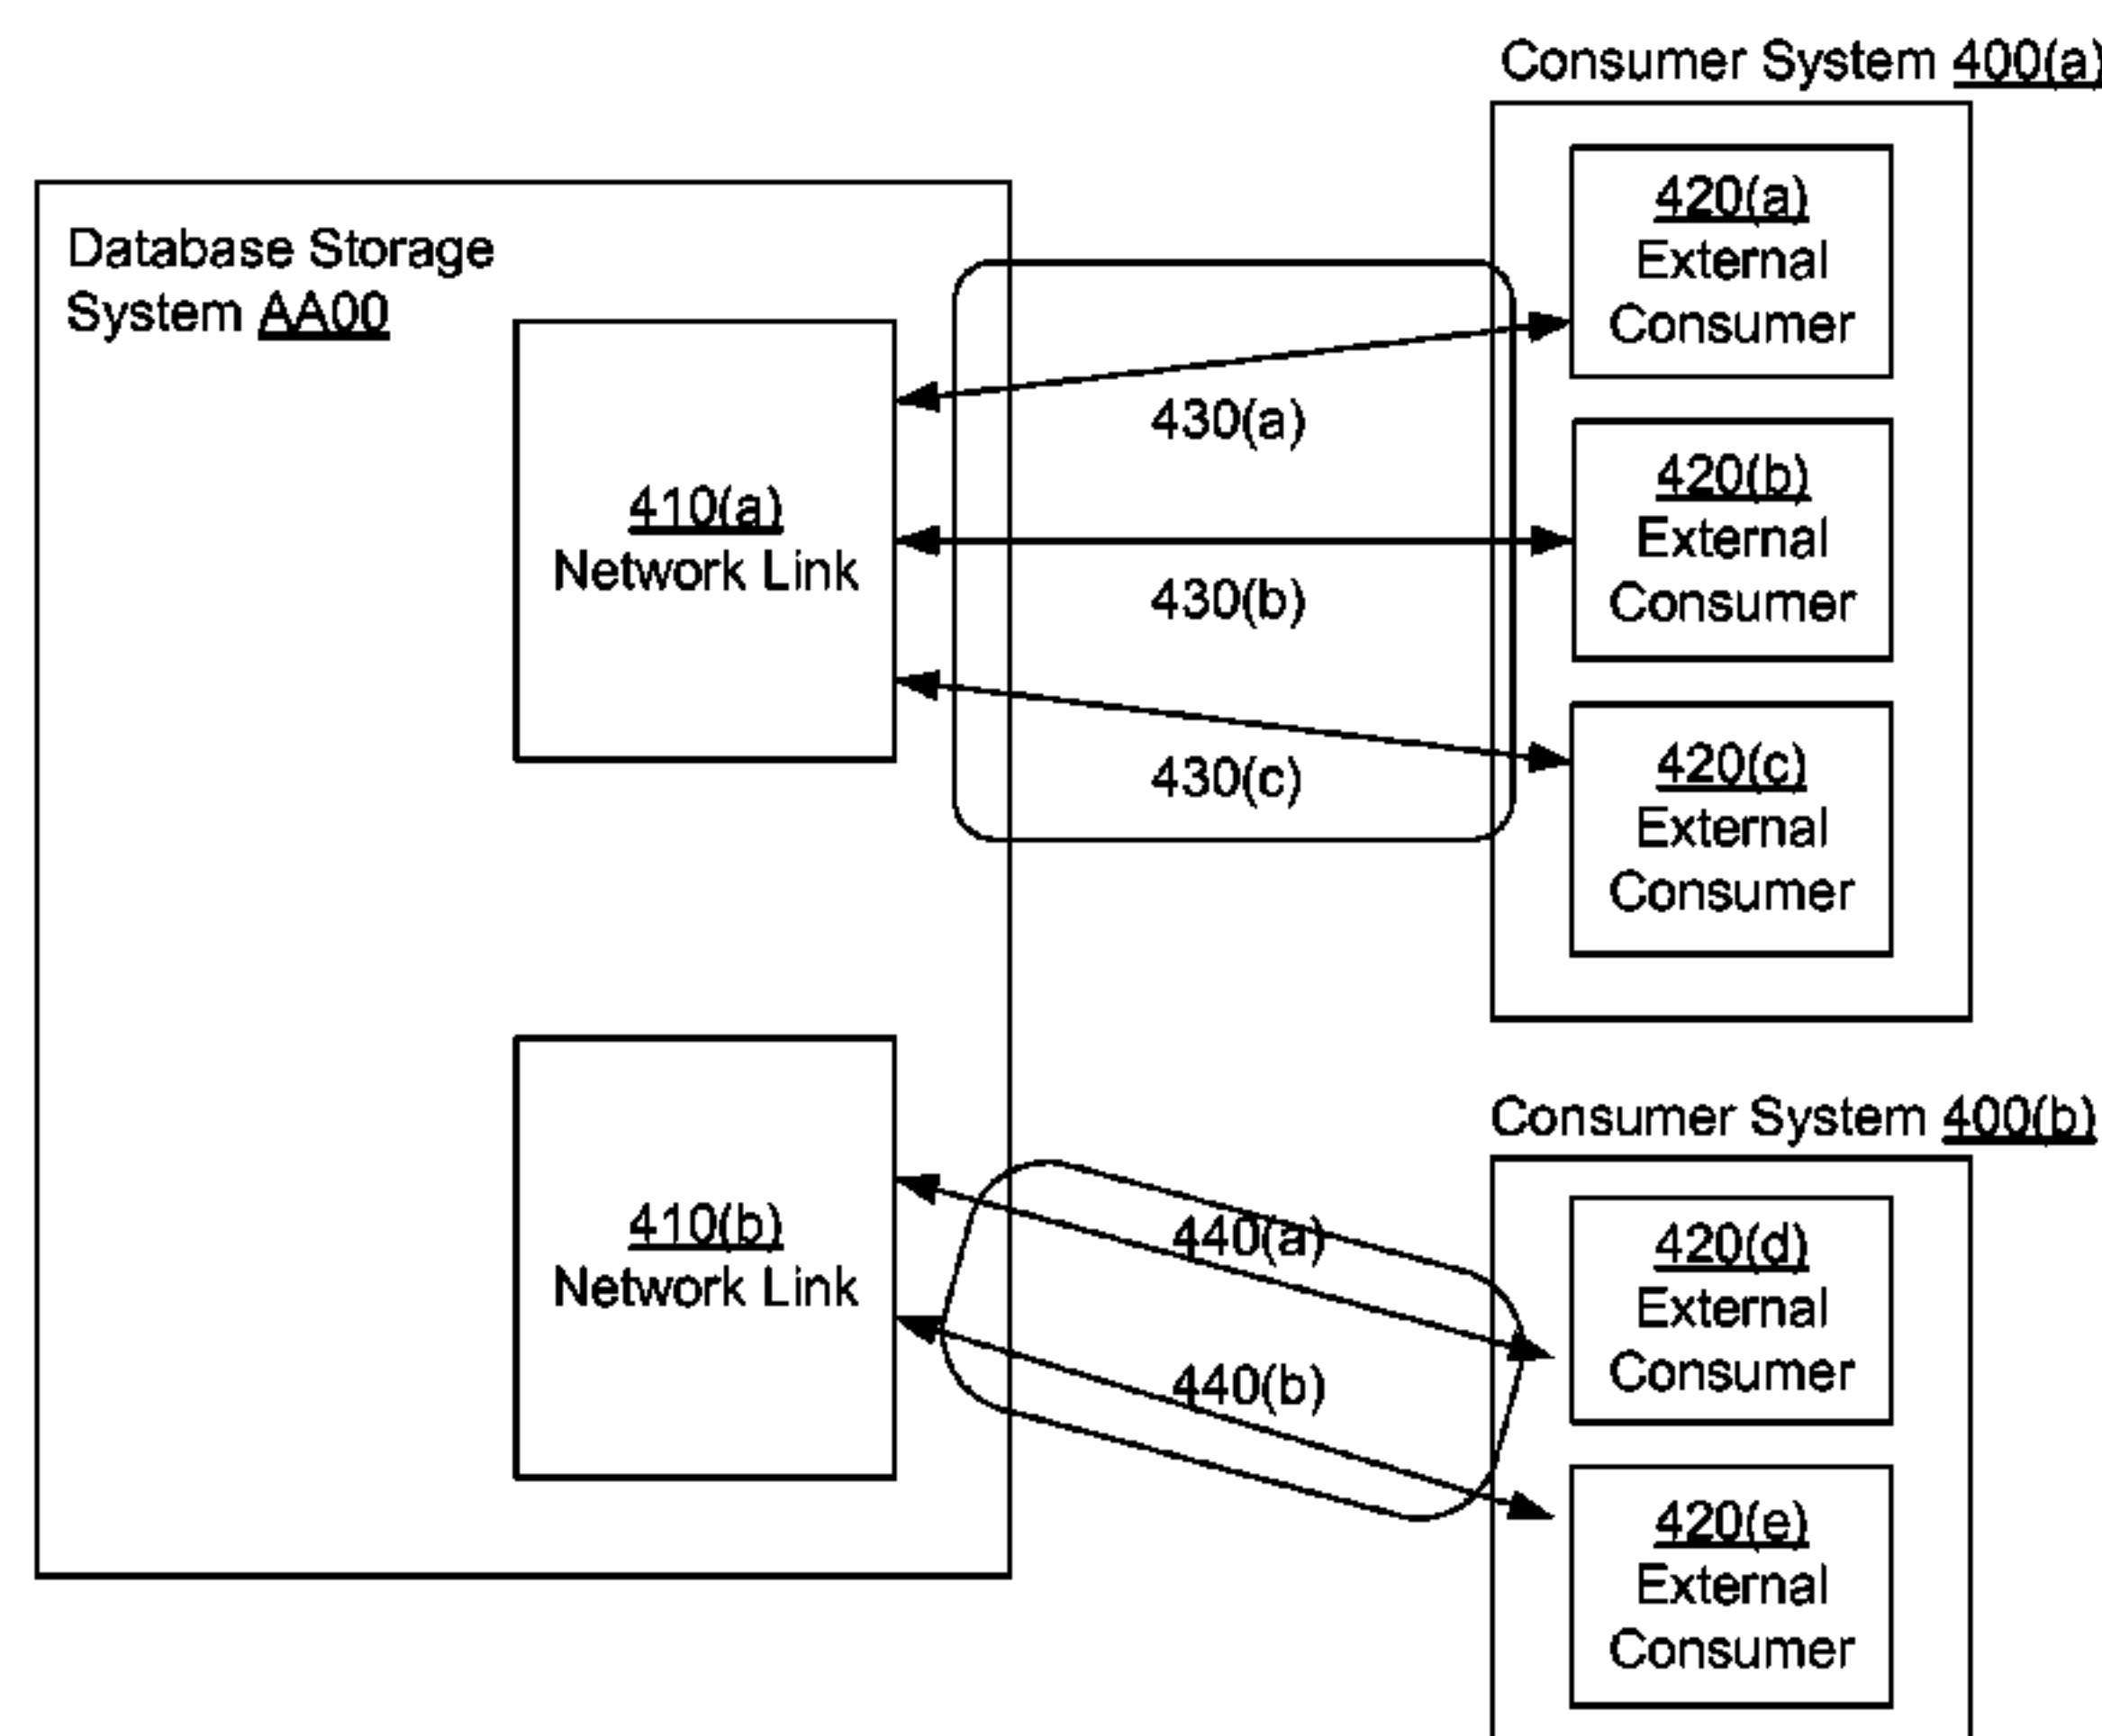 Consumer System 400(a)
Database Storage
System AA00
420(a)
External
Consumer
430(a)
410(a)
Network Link
420(b)
External
Consumer
430(b)
430(c)
420(c)
External
Consumer
Consumer System 400(b)
410(b)
Network Link
440(a)
420(d)
External
Consumer
440(b)
420(e)
External
Consumer